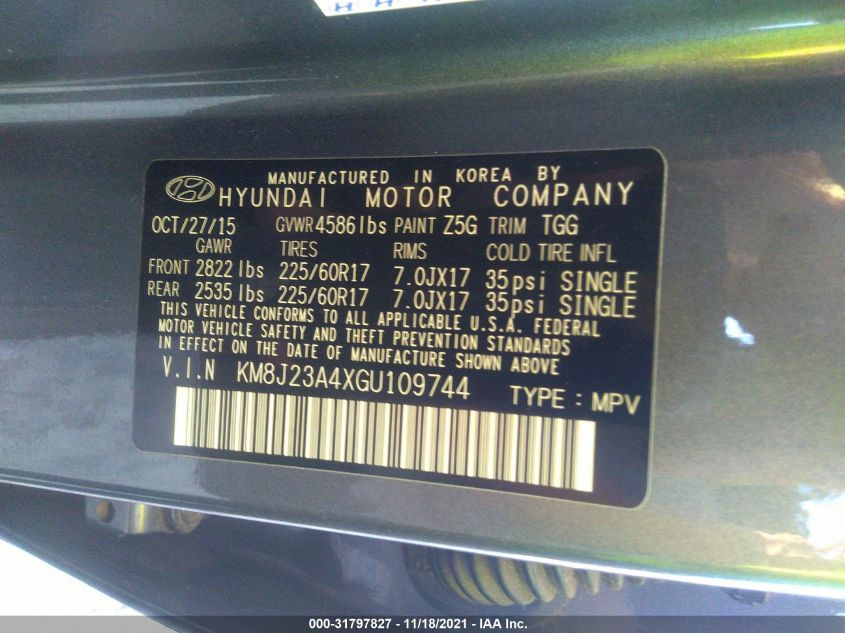 MANUFACTURED IN KOREA BY
HYUNDAI MOTOR COMPANY
OCT/27/15 GVWR 4586 lbs PAINT Z5G TRIM TGG
GAWR TIRES RIMS COLD TIRE INFL
FRONT 2822 lbs 225/60R17 7.0JX17 35psi SINGLE
REAR 2535 lbs 225/60R17 7.0JX17 35psi SINGLE
THIS VEHICLE CONFORMS TO ALL APPLICABLE U.S.A. FEDERAL
MOTOR VEHICLE SAFETY AND THEFT PREVENTION STANDARDS
IN EFFECT ON THE DATE OF MANUFACTURE SHOWN ABOVE
V.I.N KM8J23A4XGU109744 TYPE : MPV
000-31797827 - 11/18/2021 - IAA Inc.